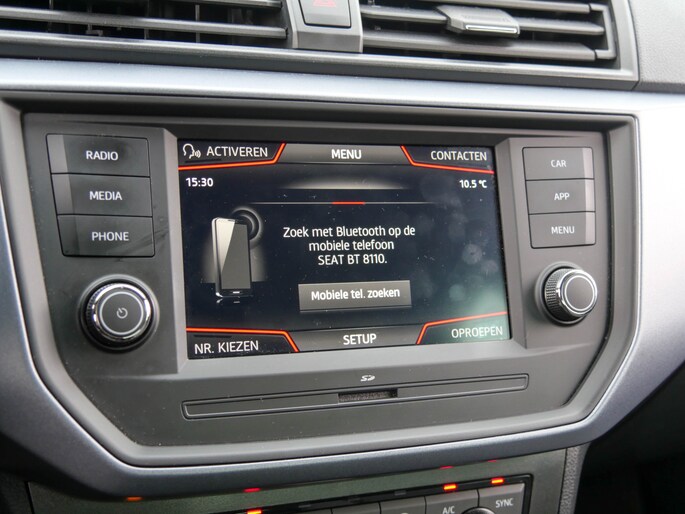 RADIO
MEDIA
PHONE
ACTIVEREN
MENU
CONTACTEN
15:30
10.5 °C
Zoek met Bluetooth op de
mobiele telefoon
SEAT BT 8110.
Mobiele tel. zoeken
NR. KIEZEN
SETUP
OPROEPEN
CAR
APP
MENU
SD
A/C
SYNC